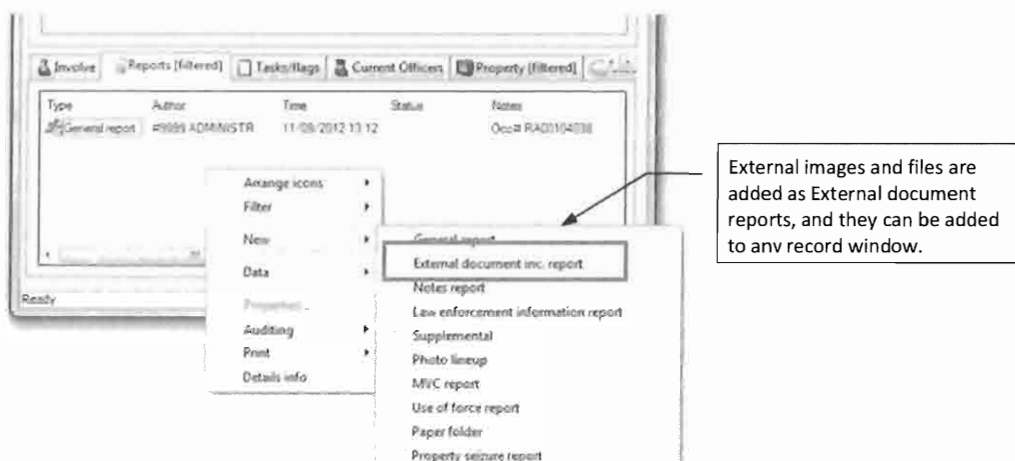 Involve Reports (filtered) Tasks/flags Current Officers Property (filtered)
Type Author Time Status Notes
General report #9999 ADMINISTR 11/09/2012 13:12 Occ#
Arrange icons
Filter
New
Data
Properties...
Auditing
Print
Details info
General report
External document inc. report
Notes report
Law enforcement information report
Supplemental
Photo lineup
MVC report
Use of force report
Paper folder
Property seizure report
Ready
External images and files are
added as External document
reports, and they can be added
to any record window.